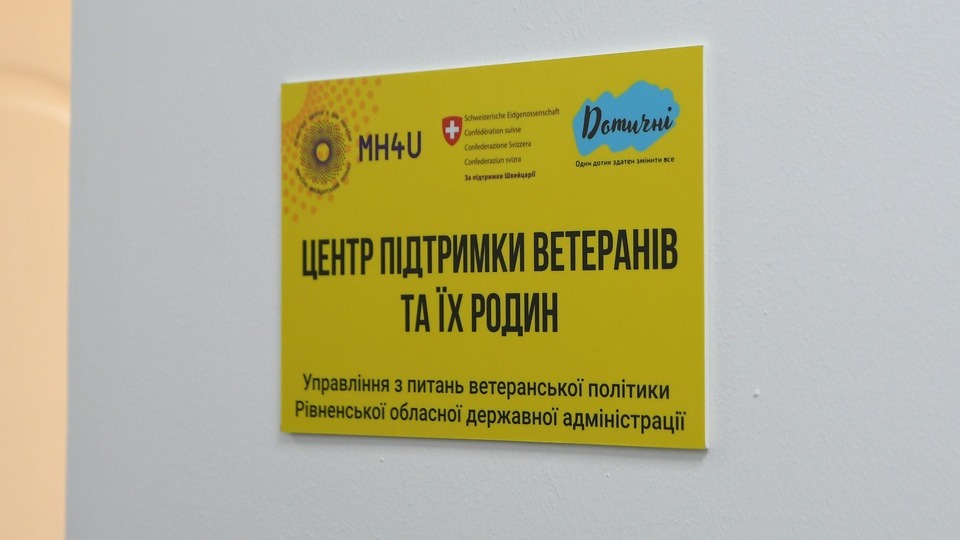 MH4U
Schweizerische Eidgenossenschaft
Confédération suisse
Confederazione Svizzera
Confederaziun svizra
За підтримки Швейцарії
Дотичні
Один дотик здатен змінити все
ЦЕНТР ПІДТРИМКИ ВЕТЕРАНІВ
ТА ЇХ РОДИН
Управління з питань ветеранської політики
Рівненської обласної державної адміністрації